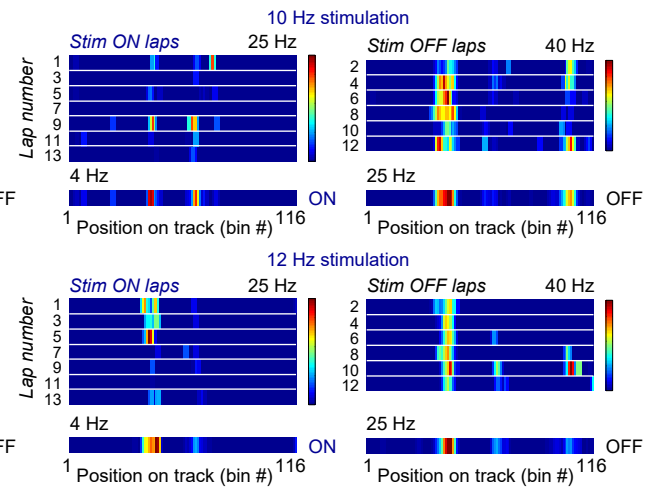 10 Hz stimulation
Stim ON laps 25 Hz
Stim OFF laps 40 Hz
Lap number
1
3
5
7
9
11
13
2
4
6
8
10
12
4 Hz
25 Hz
FF
ON
OFF
1 Position on track (bin #) 116
1 Position on track (bin #) 116
12 Hz stimulation
Stim ON laps 25 Hz
Stim OFF laps 40 Hz
Lap number
1
3
5
7
9
11
13
2
4
6
8
10
12
4 Hz
25 Hz
FF
ON
OFF
1 Position on track (bin #) 116
1 Position on track (bin #) 116